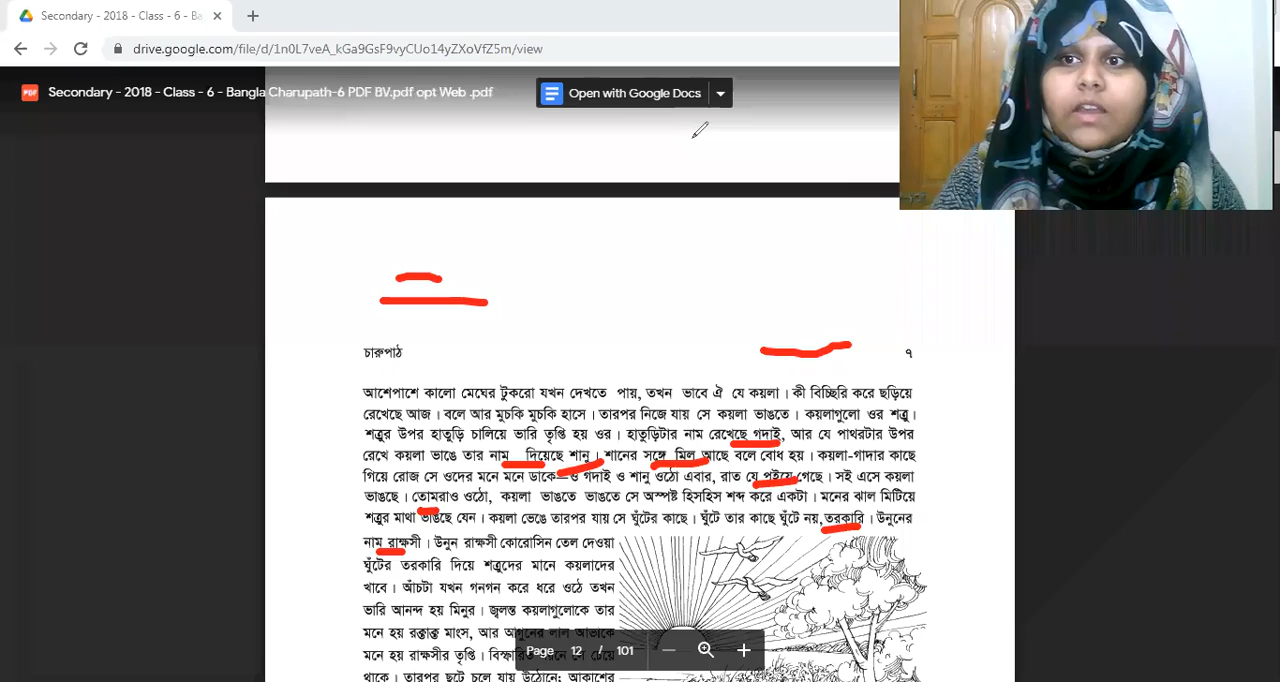 Secondary - 2018 - Class - 6 - Ba
drive.google.com/file/d/1n0L7veA_kGa9GsF9vyCUo14yZXoVfZ5m/view
Secondary - 2018 - Class - 6 - Bangla Charupath-6 PDF BV.pdf opt Web .pdf
Open with Google Docs
চারুপাঠ
৭
আশেপাশে কালো মেঘের টুকরো যখন দেখতে পায়, তখন ভাবে ঐ যে কয়লা। কী বিচ্ছিরি করে ছড়িয়ে
রেখেছে আজ। বলে আর মুচকি মুচকি হাসে। তারপর নিজে যায় সে কয়লা ভাঙতে। কয়লাগুলো ওর শত্রু।
শত্রুর উপর হাতুড়ি চালিয়ে ভারি তৃপ্তি হয় ওর। হাতুড়িটার নাম রেখেছে গদাই, আর যে পাথরটার উপর
রেখে কয়লা ভাঙে তার নাম দিয়েছে শানু। শানের সঙ্গে মিল আছে বলে বোধ হয়। কয়লা-গাদার কাছে
গিয়ে রোজ সে ওদের মনে মনে ডাকে—ও গদাই ও শানু ওঠো এবার, রাত যে পুইয়ে গেছে। সই এসে কয়লা
ভাঙছে। তোমরাও ওঠো, কয়লা ভাঙতে ভাঙতে সে অস্পষ্ট হিসহিস শব্দ করে একটা। মনের ঝাল মিটিয়ে
শত্রুর মাথা ভাঙছে যেন। কয়লা ভেঙে তারপর যায় সে ঘুঁটের কাছে। ঘুঁটে তার কাছে ঘুঁটে নয়, তরকারি। উনুনের
নাম রাক্ষসী। উনুন রাক্ষসী কেরোসিন তেল দেওয়া
ঘুঁটের তরকারি দিয়ে শত্রুদের মানে কয়লাদের
খাবে। আঁচটা যখন গনগন করে ধরে ওঠে তখন
ভারি আনন্দ হয় মিনুর। জ্বলন্ত কয়লাগুলোকে তার
মনে হয় রক্তাক্ত মাংস, আর আগুনের লাল আভাকে
মনে হয় রাক্ষসীর তৃপ্তি। বিস্ফারিত চেয়ে
থাকে। তারপর ছুটে চলে যায় উঠোনে; আকাশের
Page 12 / 101